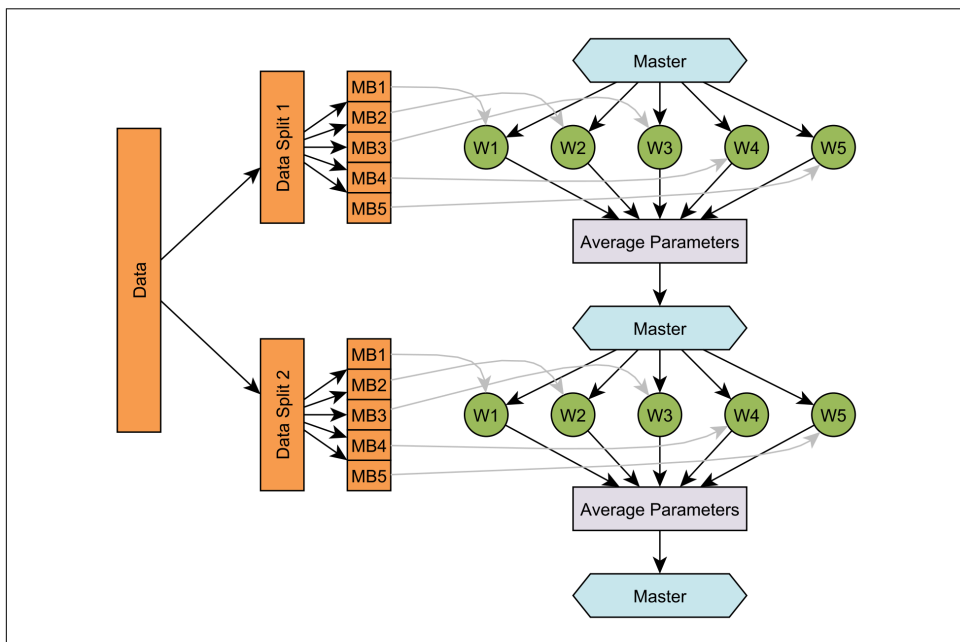 Data
Data Split 1
MB1
MB2
MB3
MB4
MB5
Master
W1
W2
W3
W4
W5
Average Parameters
Master
Data Split 2
MB1
MB2
MB3
MB4
MB5
W1
W2
W3
W4
W5
Average Parameters
Master